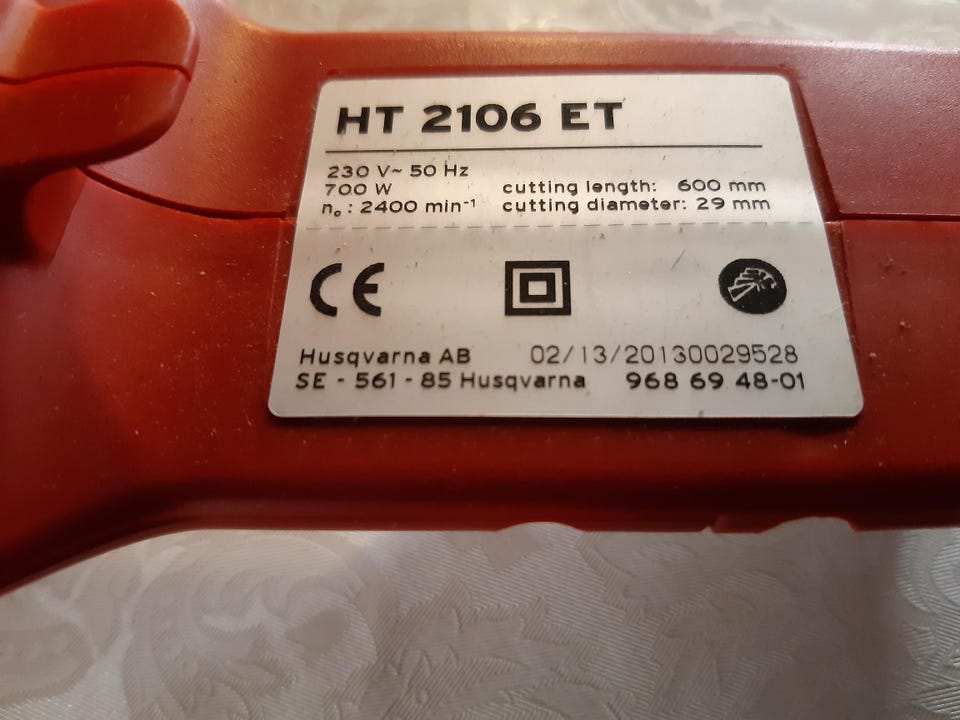 HT 2106 ET
230 V~ 50 Hz
700 W
cutting length: 600 mm
n₀ : 2400 min⁻¹
cutting diameter: 29 mm
CE
Husqvarna AB
02/13/20130029528
SE - 561 - 85 Husqvarna
968 69 48-01